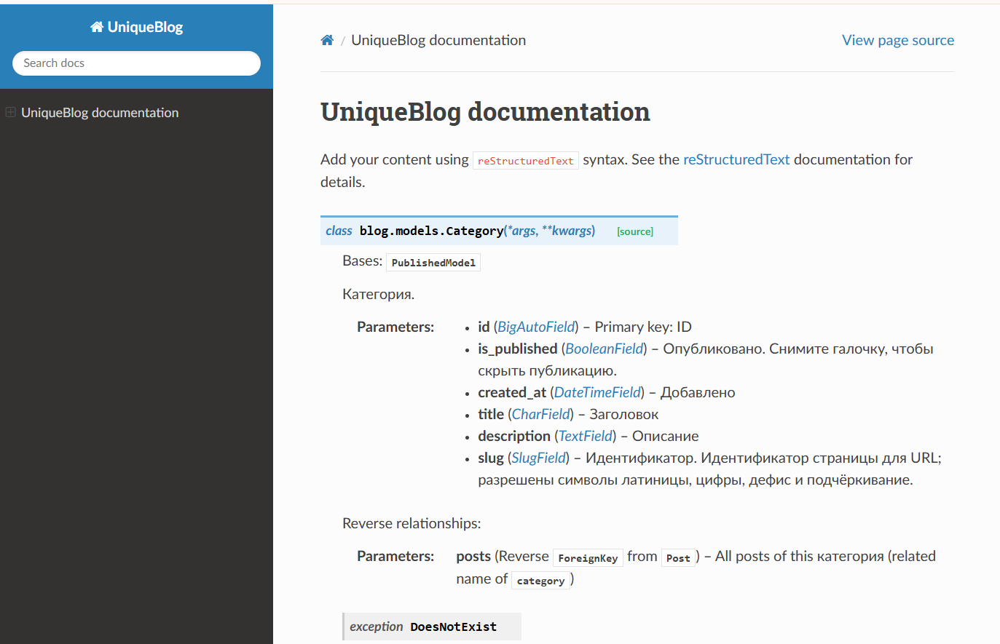 UniqueBlog
Search docs
UniqueBlog documentation
/ UniqueBlog documentation
View page source
UniqueBlog documentation
Add your content using reStructuredText syntax. See the reStructuredText documentation for
details.
class blog.models.Category(*args, **kwargs) [source]
Bases: PublishedModel
Категория.
Parameters:
• id (BigAutoField) – Primary key: ID
• is_published (BooleanField) – Опубликовано. Снимите галочку, чтобы
скрыть публикацию.
• created_at (DateTimeField) – Добавлено
• title (CharField) – Заголовок
• description (TextField) – Описание
• slug (SlugField) – Идентификатор. Идентификатор страницы для URL;
разрешены символы латиницы, цифры, дефис и подчёркивание.
Reverse relationships:
Parameters:
posts (Reverse ForeignKey from Post) – All posts of this категория (related
name of category)
exception DoesNotExist